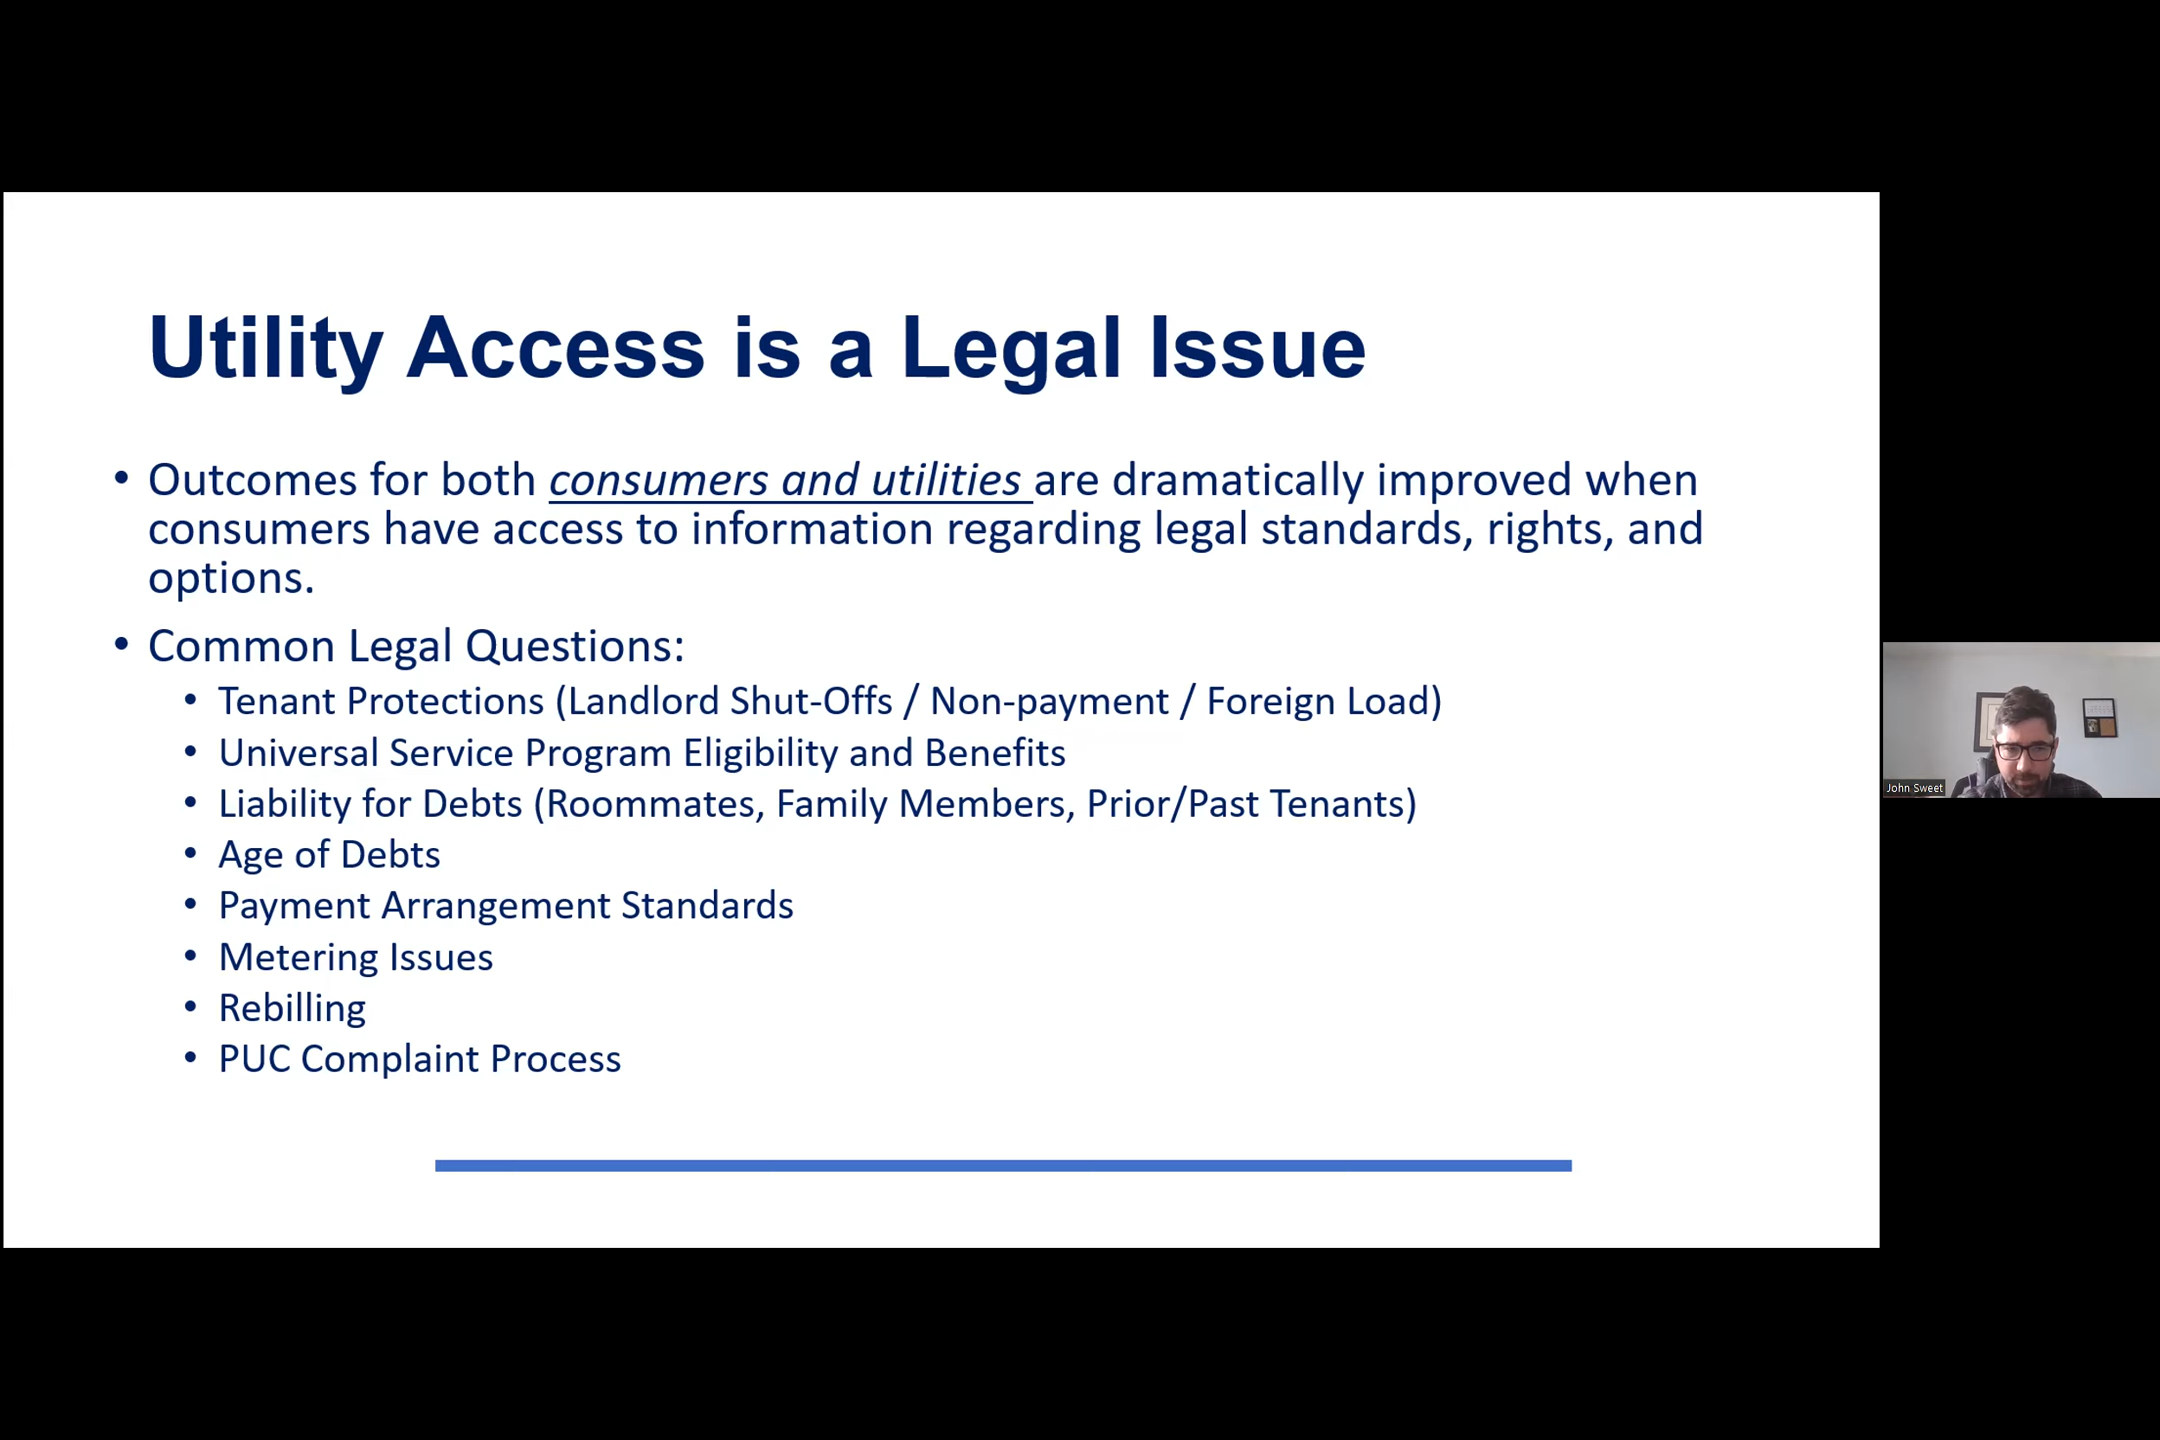 Utility Access is a Legal Issue
• Outcomes for both consumers and utilities are dramatically improved when
consumers have access to information regarding legal standards, rights, and
options.
• Common Legal Questions:
• Tenant Protections (Landlord Shut-Offs / Non-payment / Foreign Load)
• Universal Service Program Eligibility and Benefits
• Liability for Debts (Roommates, Family Members, Prior/Past Tenants)
• Age of Debts
• Payment Arrangement Standards
• Metering Issues
• Rebilling
• PUC Complaint Process
John Sweet